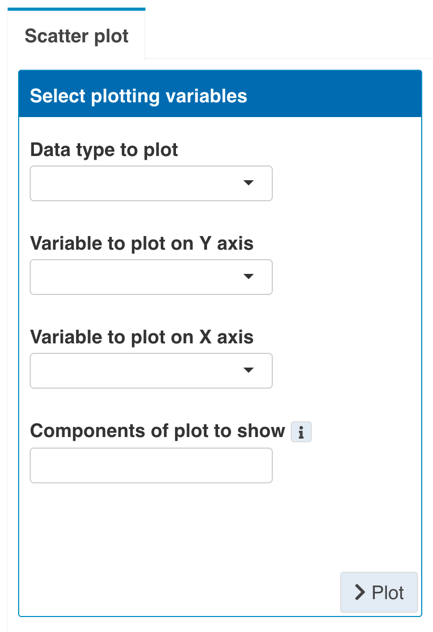 Scatter plot
Select plotting variables
Data type to plot
Variable to plot on Y axis
Variable to plot on X axis
Components of plot to show i
Plot